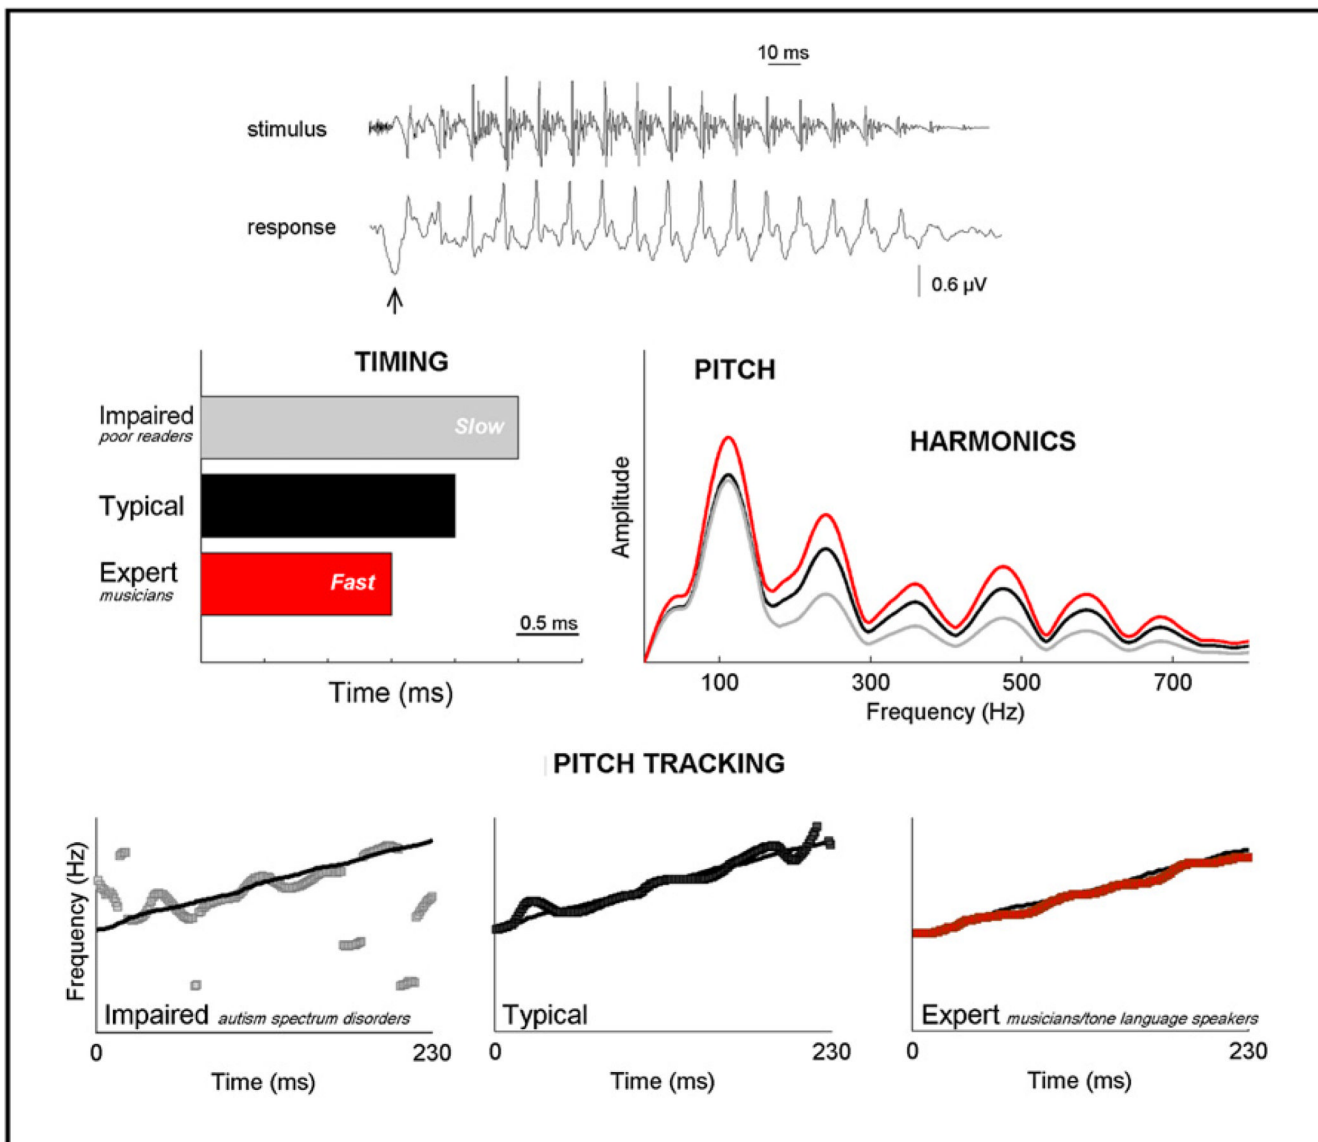 10 ms
stimulus
response
0.6 µV
TIMING
Impaired
poor readers
Slow
Typical
Expert
musicians
Fast
0.5 ms
Time (ms)
PITCH
HARMONICS
Amplitude
100 300 500 700
Frequency (Hz)
PITCH TRACKING
Frequency (Hz)
Impaired autism spectrum disorders
0 230
Time (ms)
Typical
0 230
Time (ms)
Expert musicians/tone language speakers
0 230
Time (ms)